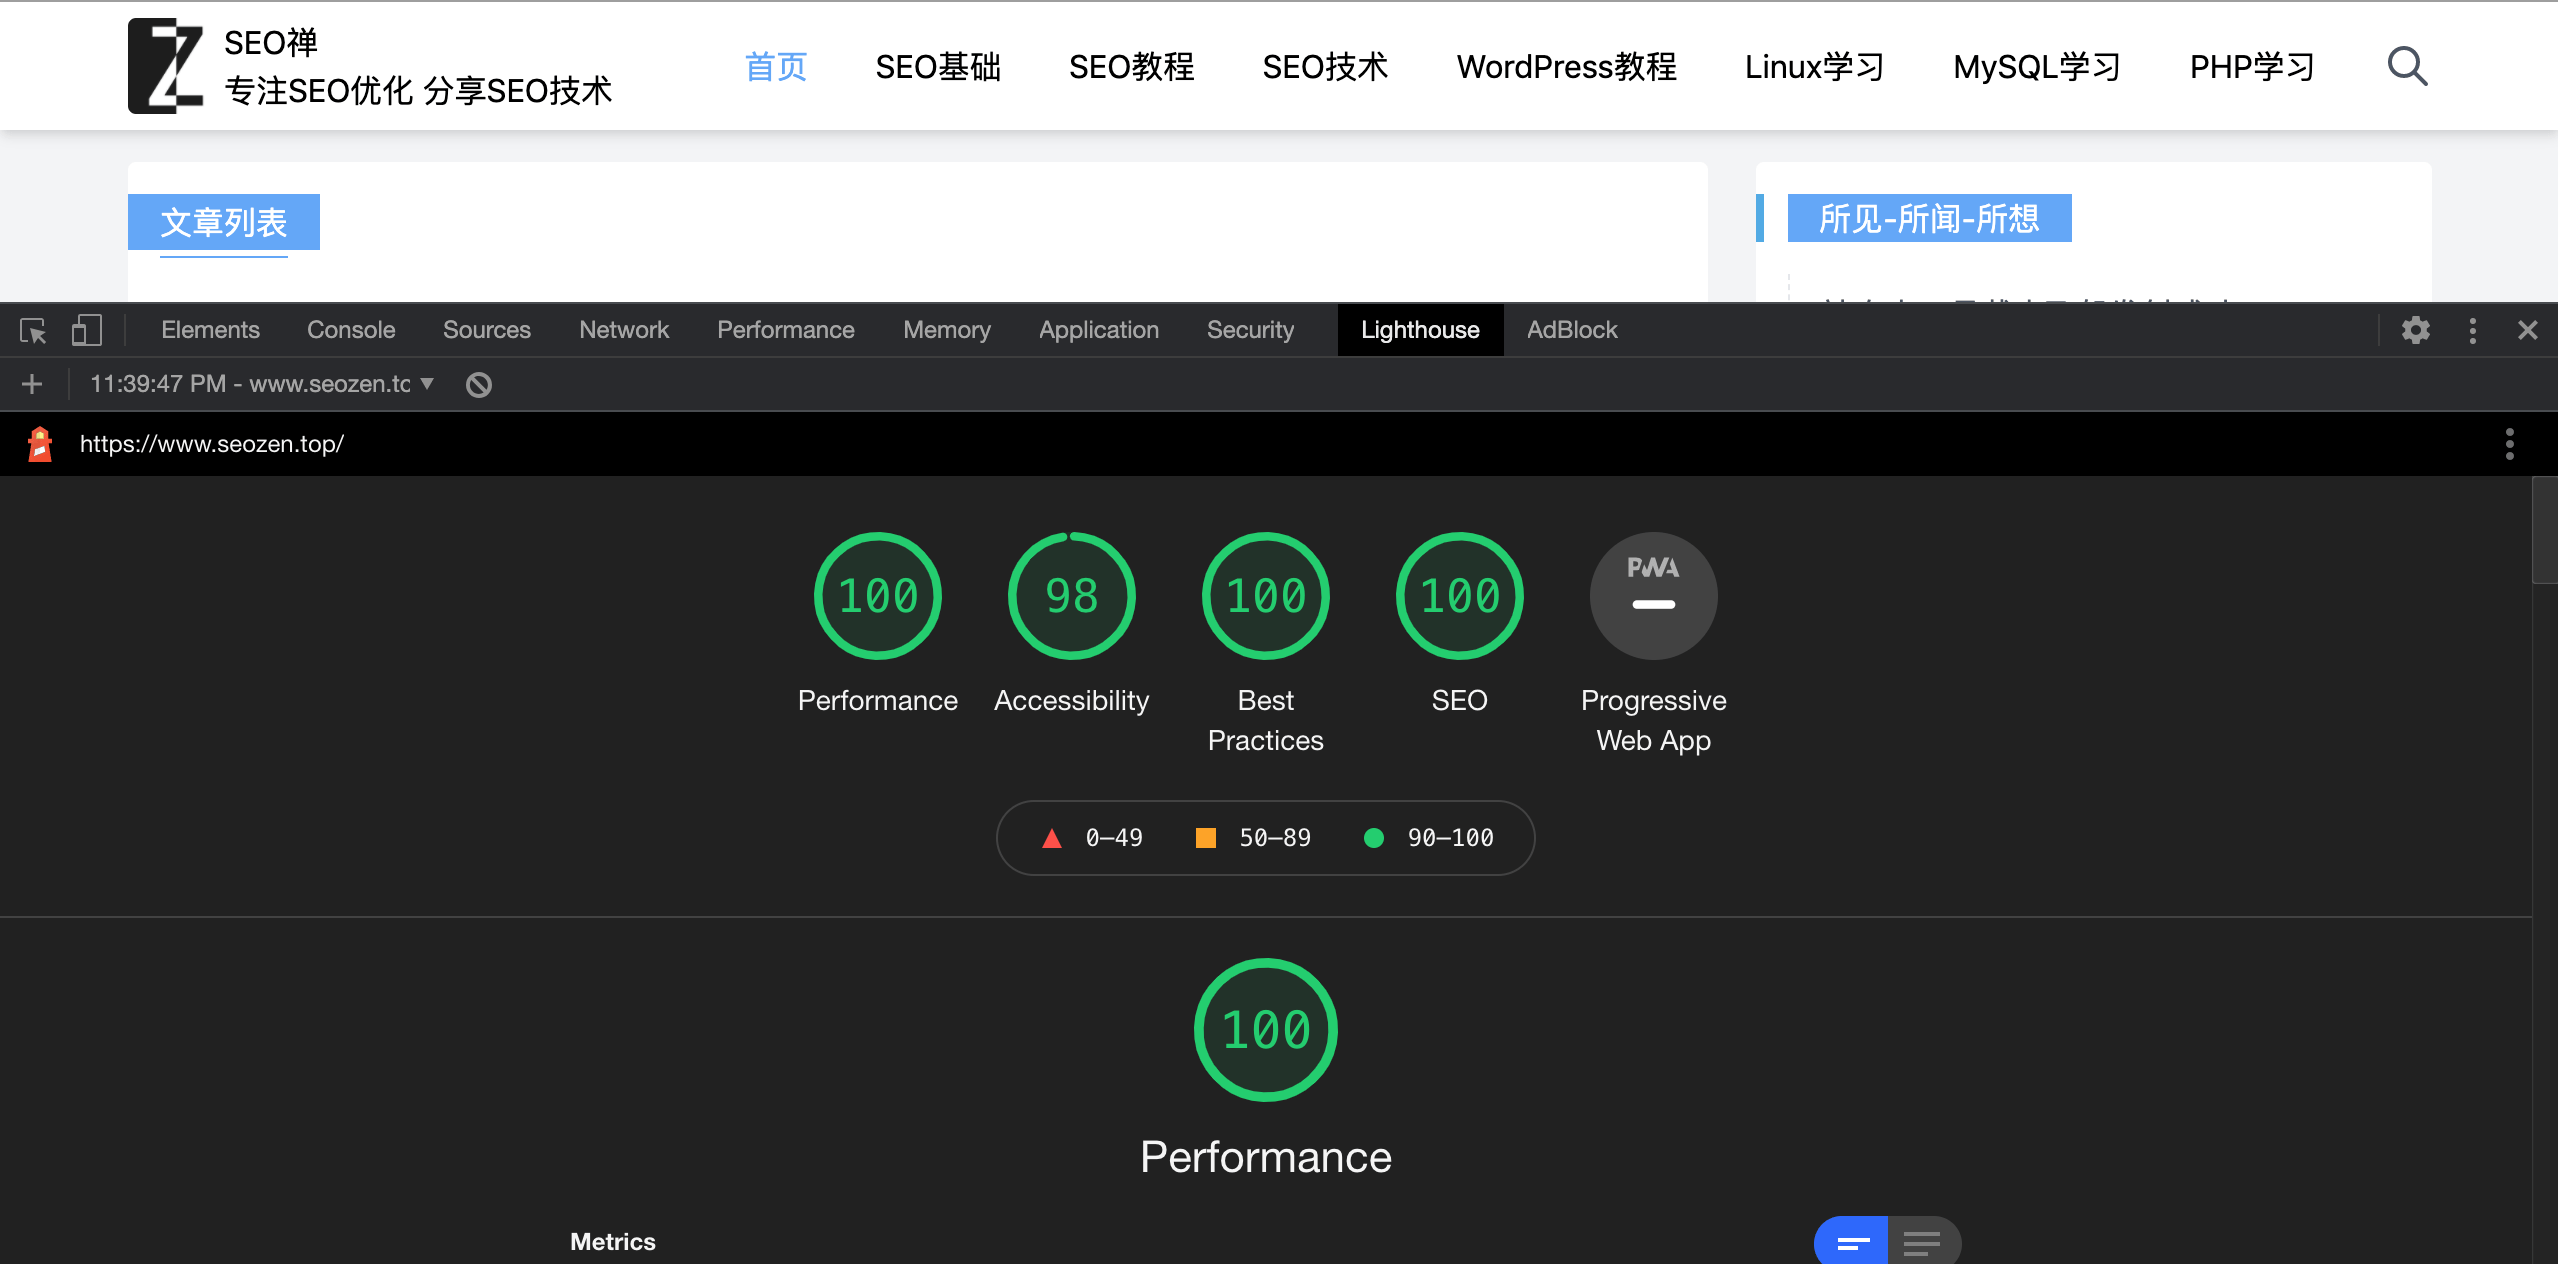 SEO禅
专注SEO优化 分享SEO技术
首页 SEO基础 SEO教程 SEO技术 WordPress教程 Linux学习 MySQL学习 PHP学习
文章列表
所见-所闻-所想
Elements Console Sources Network Performance Memory Application Security Lighthouse AdBlock
11:39:47 PM - www.seozen.to
https://www.seozen.top/
100 98 100 100 PWA
Performance Accessibility Best Practices SEO Progressive Web App
0–49 50–89 90–100
100
Performance
Metrics